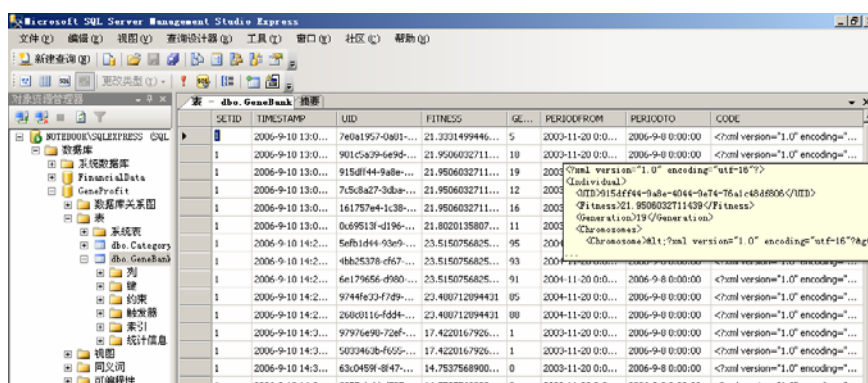 Microsoft SQL Server Management Studio Express
文件(F) 编辑(E) 视图(V) 查询设计器(R) 工具(T) 窗口(W) 社区(C) 帮助(H)
新建查询(N)
更改类型(Y)
对象资源管理器
表 - dbo.GeneBank 摘要
NOTEBOOK\SQLEXPRESS (SQL
数据库
系统数据库
FinancialData
GeneProfit
数据库关系图
表
系统表
dbo.Category
dbo.GeneBank
列
键
约束
触发器
索引
统计信息
视图
同义词
可编程性
SETID TIMESTAMP UID FITNESS GE... PERIODFROM PERIODTO CODE
1 2006-9-10 13:0... 7e0a1957-0a81-... 21.3331499446... 5 2003-11-20 0:0... 2006-9-8 0:00:00 <?xml version="1.0" encoding="...
1 2006-9-10 13:0... 901c5a39-6e9d-... 21.9506032711... 18 2003-11-20 0:0... 2006-9-8 0:00:00 <?xml version="1.0" encoding="...
1 2006-9-10 13:0... 915dff44-9a8e-... 21.9506032711... 19 2003
1 2006-9-10 13:0... 7c5c8a27-3dba-... 21.9506032711... 12 2003
1 2006-9-10 13:0... 161757e4-1c38-... 21.9506032711... 16 2003
1 2006-9-10 13:0... 0c69513f-d196-... 21.8020135807... 11 2003
1 2006-9-10 14:2... 5efb1d44-93e9-... 23.5150756825... 95 2004
1 2006-9-10 14:2... 4bb25378-cf67-... 23.5150756825... 93 2004
<?xml version="1.0" encoding="utf-16"?>
<Individual>
<UID>915dff44-9a8e-4044-9e74-76a1c484f806</UID>
<Fitness>21.9506032711439</Fitness>
<Generation>19</Generation>
<Chromosomes>
<Chromosome>&lt;?xml version="1.0" encoding="utf-16"?&g
...
1 2006-9-10 14:2... 6e179656-d980-... 23.5150756825... 91 2004-11-20 0:0... 2006-9-8 0:00:00 <?xml version="1.0" encoding="...
1 2006-9-10 14:2... 9744fe33-f7d9-... 23.488712894431 85 2004-11-20 0:0... 2006-9-8 0:00:00 <?xml version="1.0" encoding="...
1 2006-9-10 14:2... 268c8116-fdd4-... 23.488712894431 88 2004-11-20 0:0... 2006-9-8 0:00:00 <?xml version="1.0" encoding="...
1 2006-9-10 14:3... 97976e98-72ef-... 17.4220167926... 1 2003-11-20 0:0... 2006-9-8 0:00:00 <?xml version="1.0" encoding="...
1 2006-9-10 14:3... 5033463b-f655-... 17.4220167926... 1 2003-11-20 0:0... 2006-9-8 0:00:00 <?xml version="1.0" encoding="...
1 2006-9-10 14:3... 63c0459f-8f47-... 14.7537568900... 0 2003-11-20 0:0... 2006-9-8 0:00:00 <?xml version="1.0" encoding="...